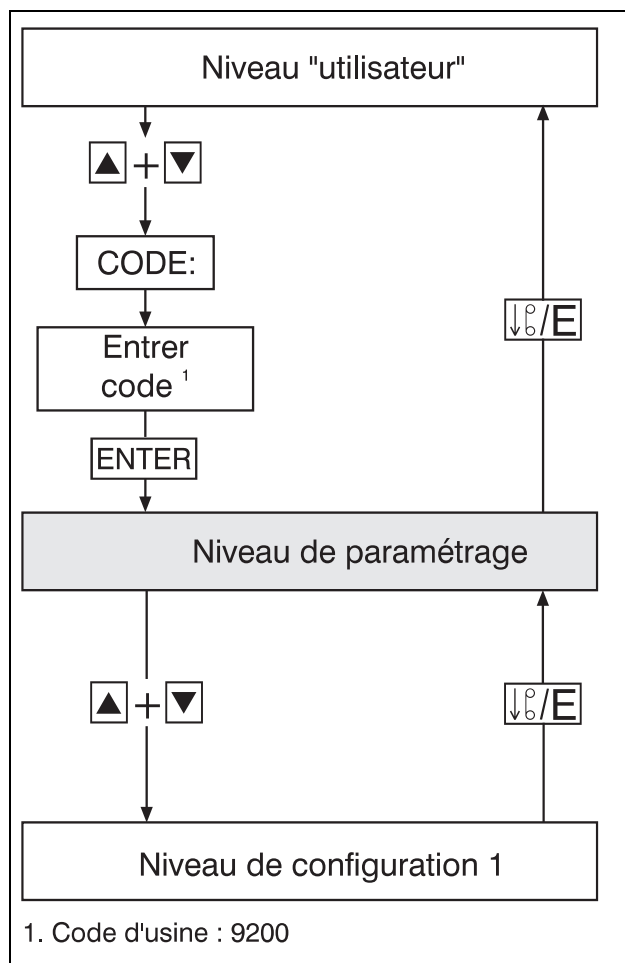 Niveau "utilisateur"
▲ + ▼
CODE:
/E
Entrer
code ¹
ENTER
Niveau de paramétrage
▲ + ▼
/E
Niveau de configuration 1
1. Code d'usine : 9200